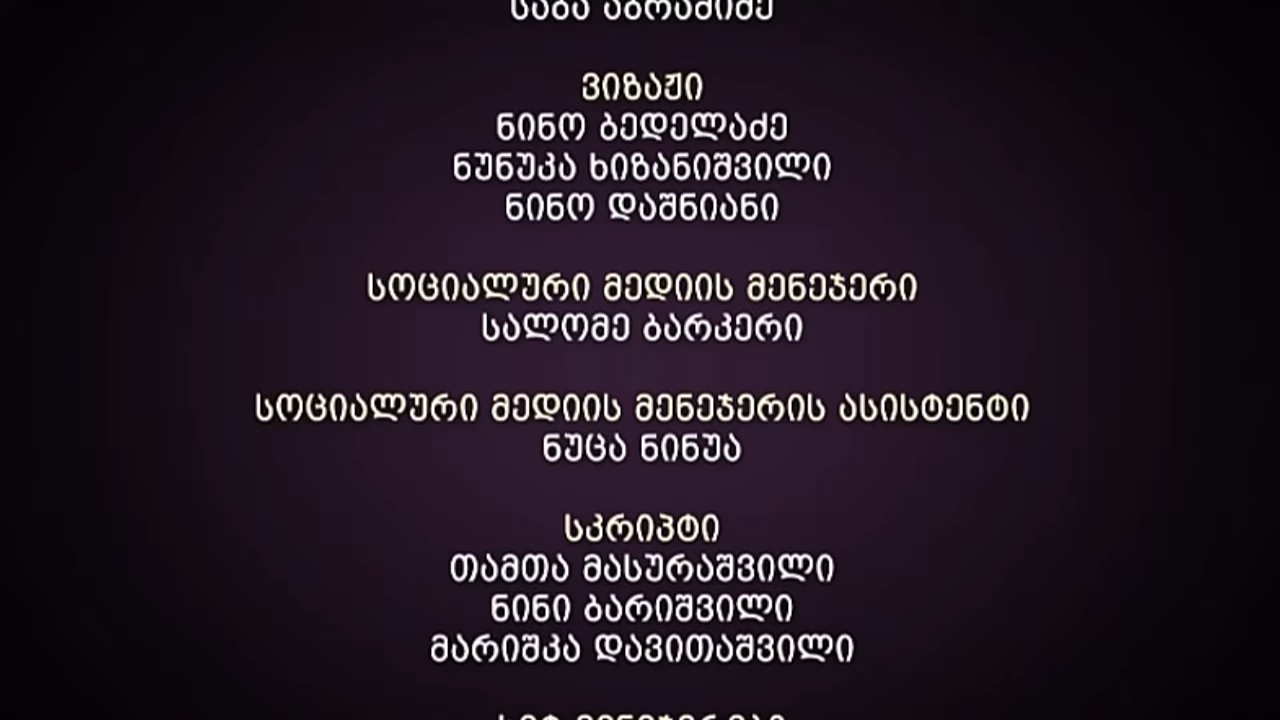 ვიზაჟი
ნინო ბედელაძე
ნუნუკა ხიზანიშვილი
ნინო დაშნიანი
სოციალური მედიის მენეჯერი
სალომე ბარკერი
სოციალური მედიის მენეჯერის ასისტენტი
ნუცა ნინუა
სკრიპტი
თამთა მასურაშვილი
ნინი ბარიშვილი
მარიშკა დავითაშვილი